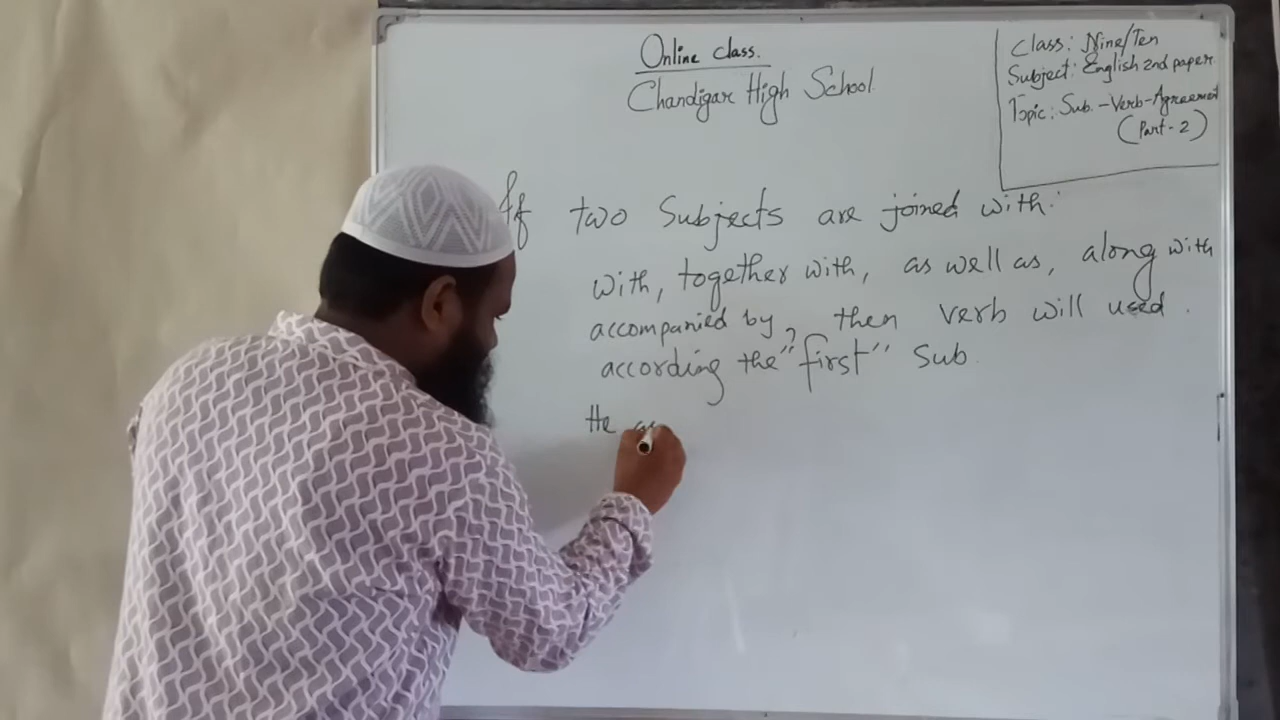 Online class.
Chandigar High School
Class: Nine/Ten
Subject: English 2nd paper
Topic: Sub.-Verb-Agreement
(Part-2)
If two Subjects are joined with:
with, together with, as well as, along with
accompanied by, then verb will used.
according the "first" sub.
He